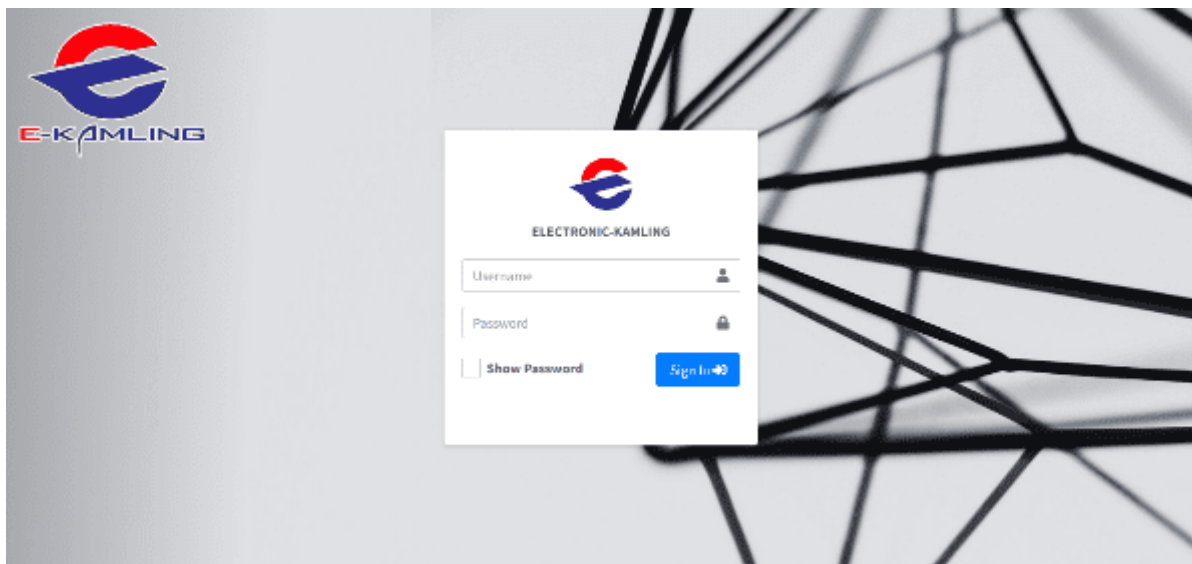 E-KAMLING
ELECTRONIC-KAMLING
Username
Password
Show Password
Sign In